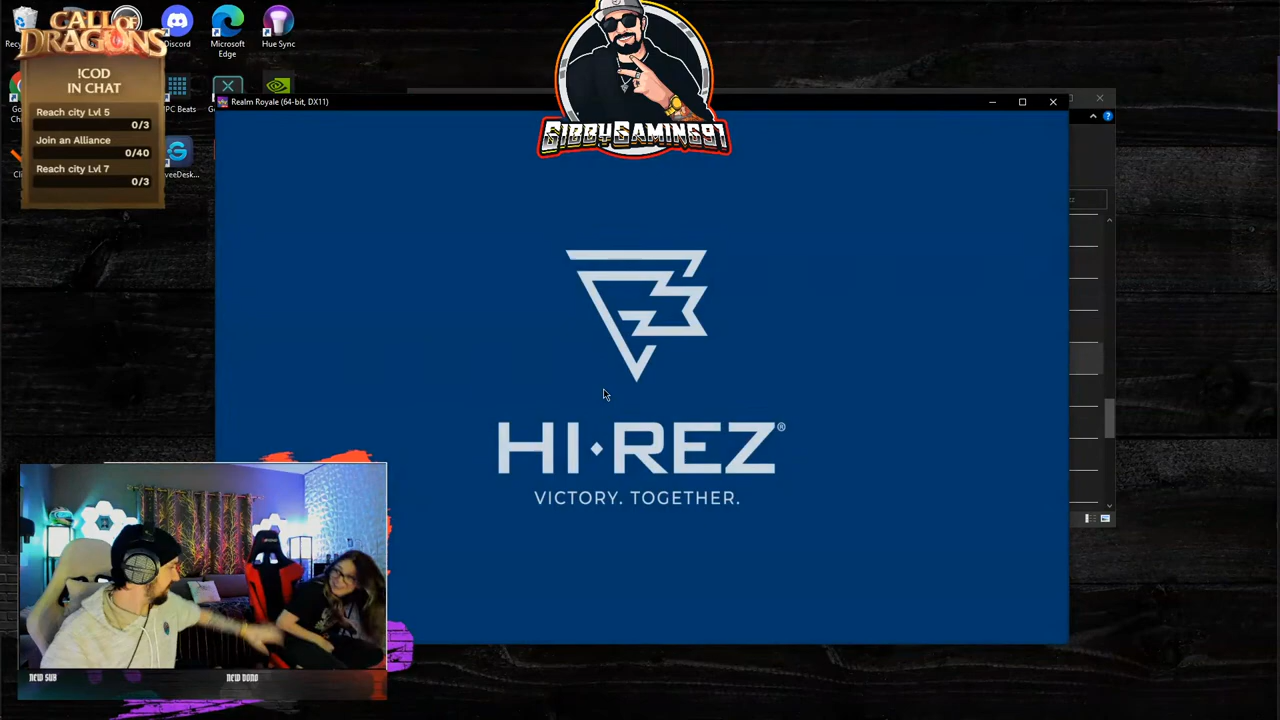 Discord
Microsoft
Edge
Hue Sync
CALL OF
DRAGONS
!COD
IN CHAT
Reach city Lvl 5
0/3
Join an Alliance
0/40
Reach city Lvl 7
0/3
PC Beats
Realm Royale (64-bit, DX11)
GIBBYGAMING91
HI·REZ®
VICTORY. TOGETHER.
NEW SUB
NEW DONO